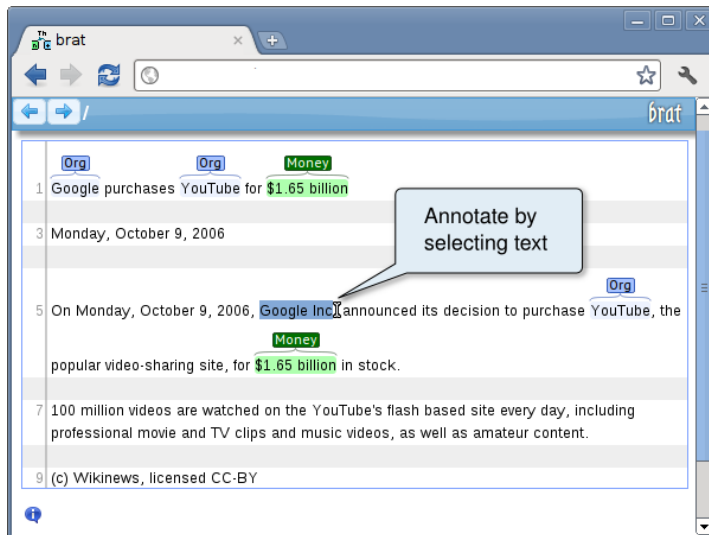 brat
/ brat
Org Org Money
1 Google purchases YouTube for $1.65 billion
Annotate by
selecting text
3 Monday, October 9, 2006
Org
5 On Monday, October 9, 2006, Google Inc. announced its decision to purchase YouTube, the
Money
popular video-sharing site, for $1.65 billion in stock.
7 100 million videos are watched on the YouTube's flash based site every day, including
professional movie and TV clips and music videos, as well as amateur content.
9 (c) Wikinews, licensed CC-BY